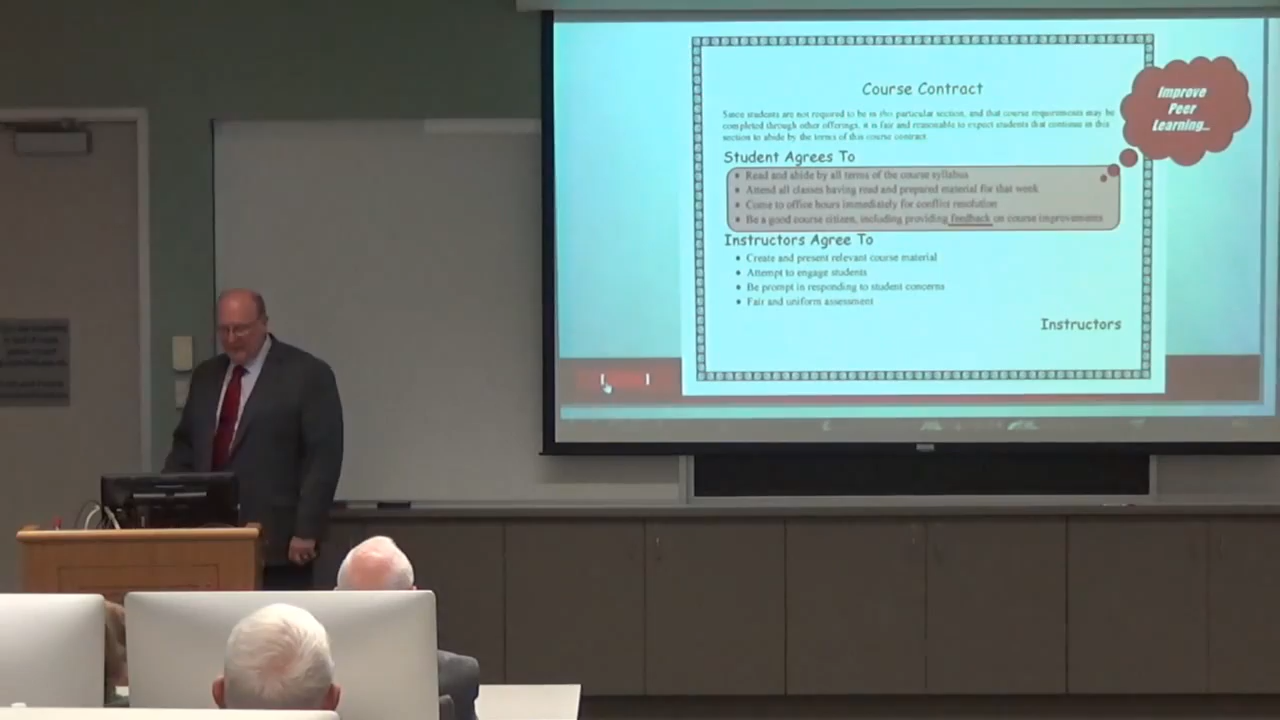 Course Contract
Since students are not required to be in this particular section, and that course requirements may be
completed through other offerings, it is fair and reasonable to expect students that continue in this
section to abide by the terms of this course contract.
Student Agrees To
• Read and abide by all terms of the course syllabus
• Attend all classes having read and prepared material for that week
• Come to office hours immediately for conflict resolution
• Be a good course citizen, including providing feedback on course improvements
Instructors Agree To
• Create and present relevant course material
• Attempt to engage students
• Be prompt in responding to student concerns
• Fair and uniform assessment
Instructors
Improve
Peer
Learning...